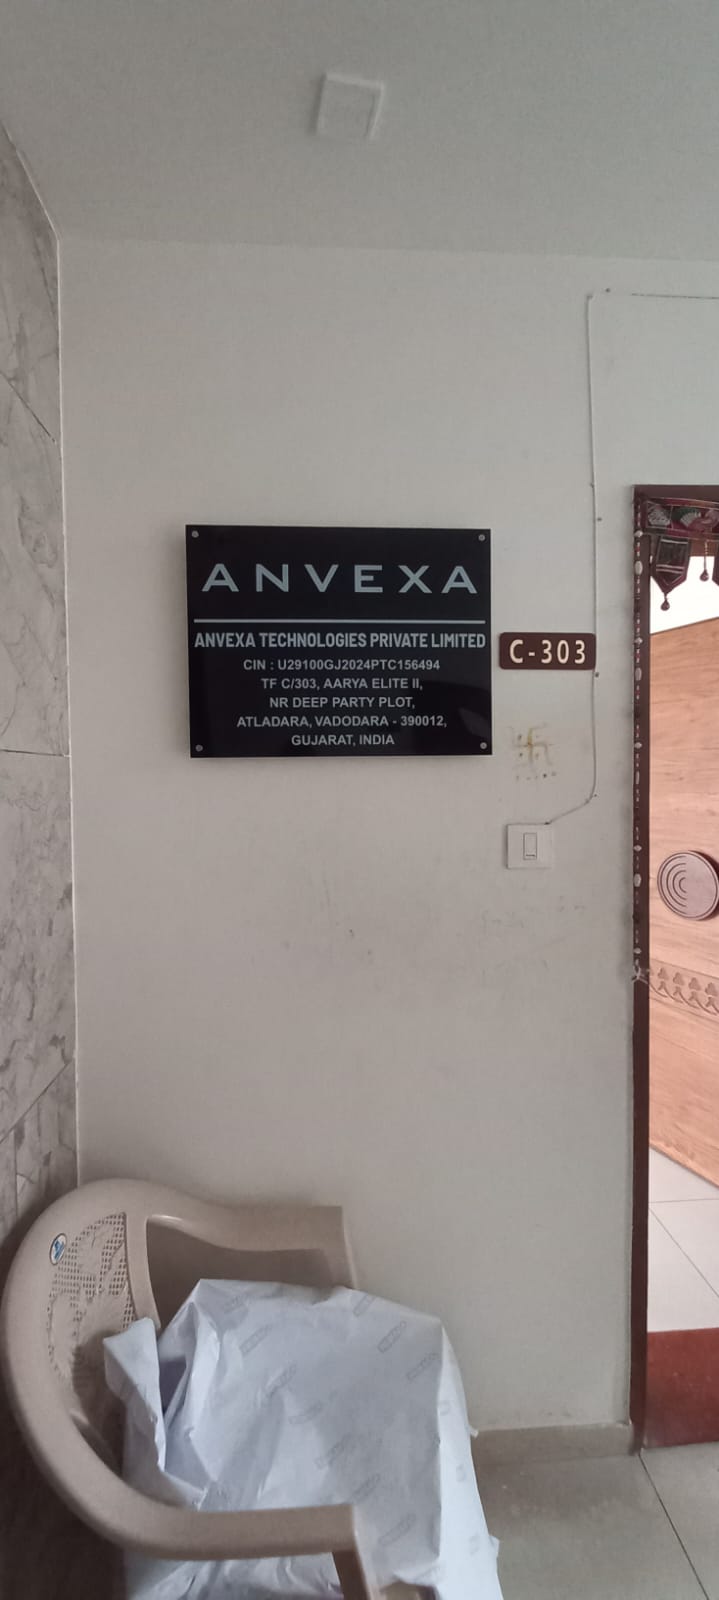 ANVEXA
ANVEXA TECHNOLOGIES PRIVATE LIMITED
CIN : U29100GJ2024PTC156494
TF C/303, AARYA ELITE II,
NR DEEP PARTY PLOT,
ATLADARA, VADODARA - 390012,
GUJARAT, INDIA
C-303